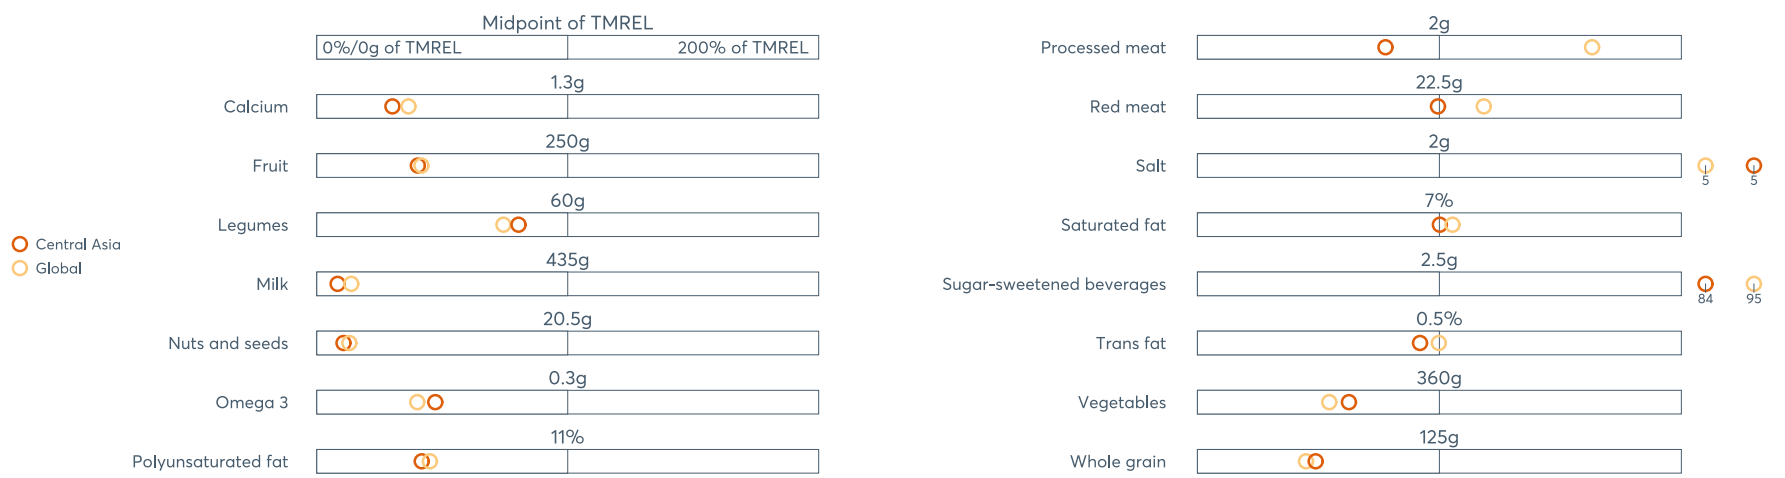 Midpoint of TMREL
0%/0g of TMREL 200% of TMREL
1.3g
Calcium
250g
Fruit
60g
Legumes
435g
Milk
20.5g
Nuts and seeds
0.3g
Omega 3
11%
Polyunsaturated fat
Central Asia
Global
2g
Processed meat
22.5g
Red meat
2g
Salt
5 5
7%
Saturated fat
2.5g
Sugar-sweetened beverages
84 95
0.5%
Trans fat
360g
Vegetables
125g
Whole grain